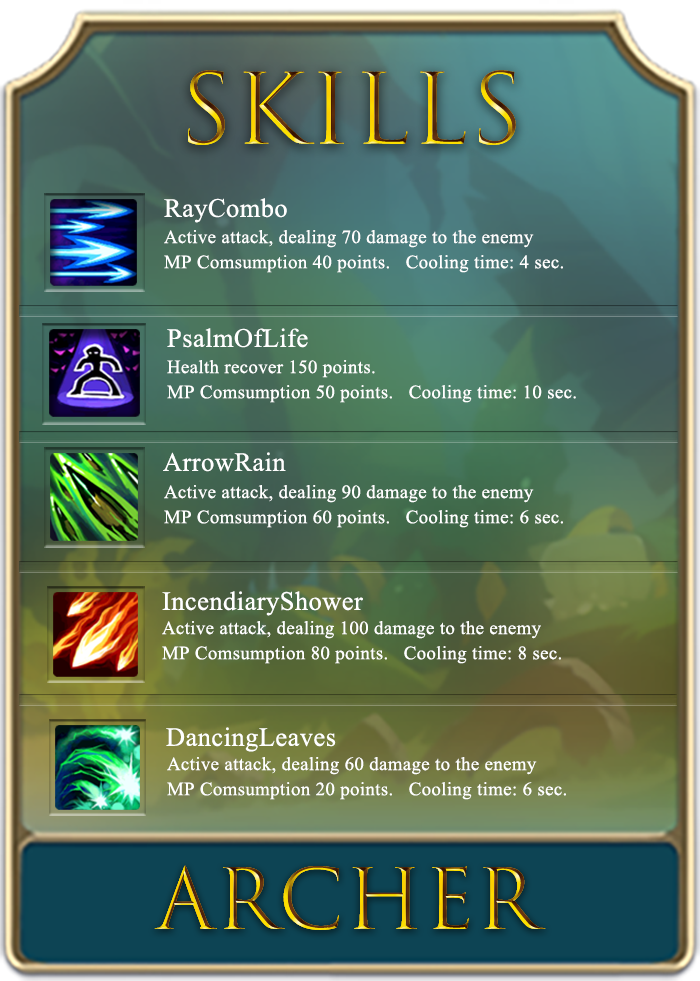 SKILLS
RayCombo
Active attack, dealing 70 damage to the enemy
MP Comsumption 40 points. Cooling time: 4 sec.
PsalmOfLife
Health recover 150 points.
MP Comsumption 50 points. Cooling time: 10 sec.
ArrowRain
Active attack, dealing 90 damage to the enemy
MP Comsumption 60 points. Cooling time: 6 sec.
IncendiaryShower
Active attack, dealing 100 damage to the enemy
MP Comsumption 80 points. Cooling time: 8 sec.
DancingLeaves
Active attack, dealing 60 damage to the enemy
MP Comsumption 20 points. Cooling time: 6 sec.
ARCHER